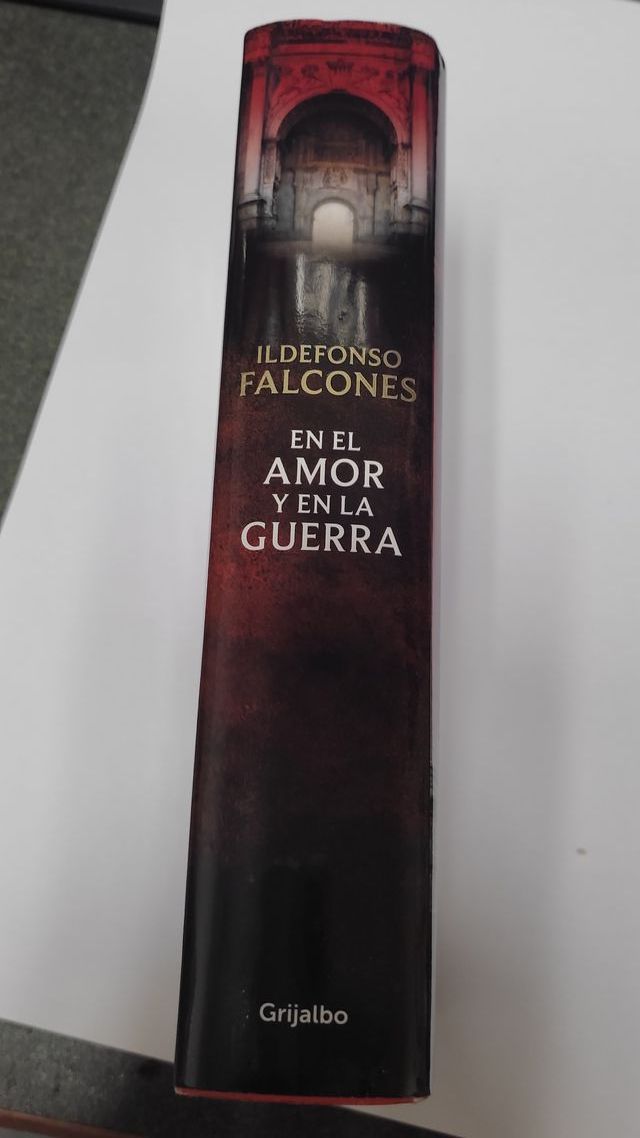 ILDEFONSO
FALCONES
EN EL
AMOR
Y EN LA
GUERRA
Grijalbo